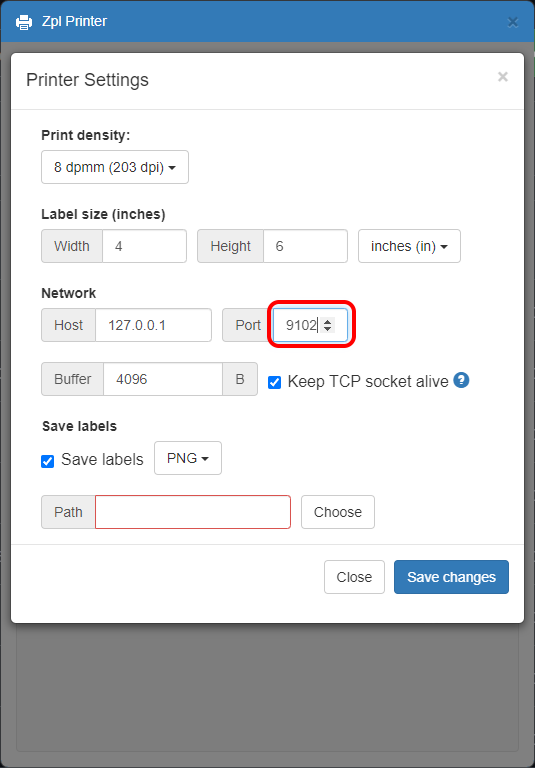 Zpl Printer ×
Printer Settings ×
Print density:
8 dpmm (203 dpi)
Label size (inches)
Width 4 Height 6 inches (in)
Network
Host 127.0.0.1 Port 9102
Buffer 4096 B Keep TCP socket alive ?
Save labels
Save labels PNG
Path Choose
Close Save changes